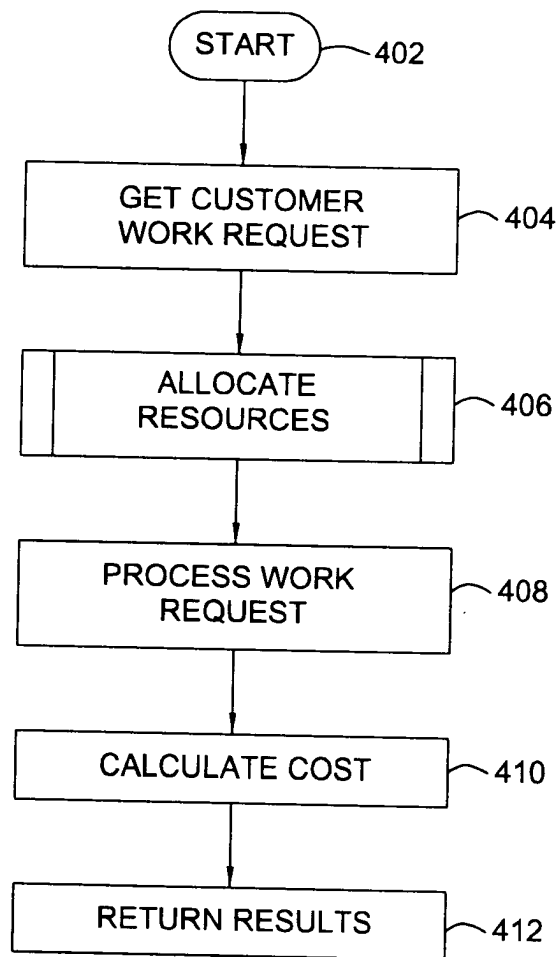 START
402
GET CUSTOMER
WORK REQUEST
404
ALLOCATE
RESOURCES
406
PROCESS WORK
REQUEST
408
CALCULATE COST
410
RETURN RESULTS
412